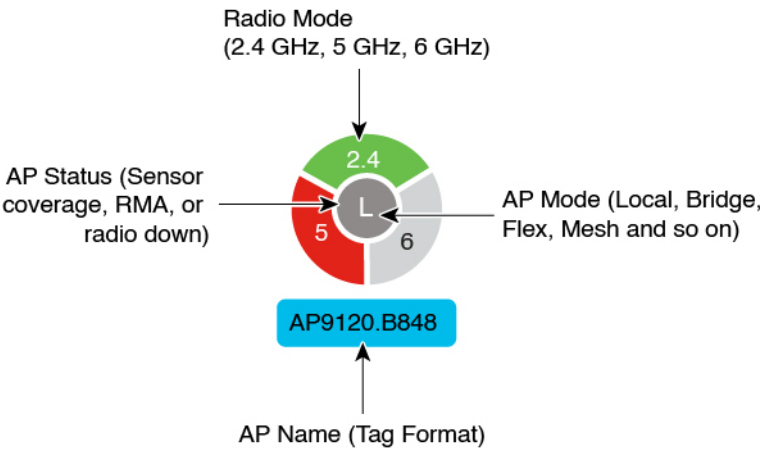 Radio Mode
(2.4 GHz, 5 GHz, 6 GHz)
2.4
AP Status (Sensor
coverage, RMA, or
radio down)
L
5
6
AP Mode (Local, Bridge,
Flex, Mesh and so on)
AP9120.B848
AP Name (Tag Format)